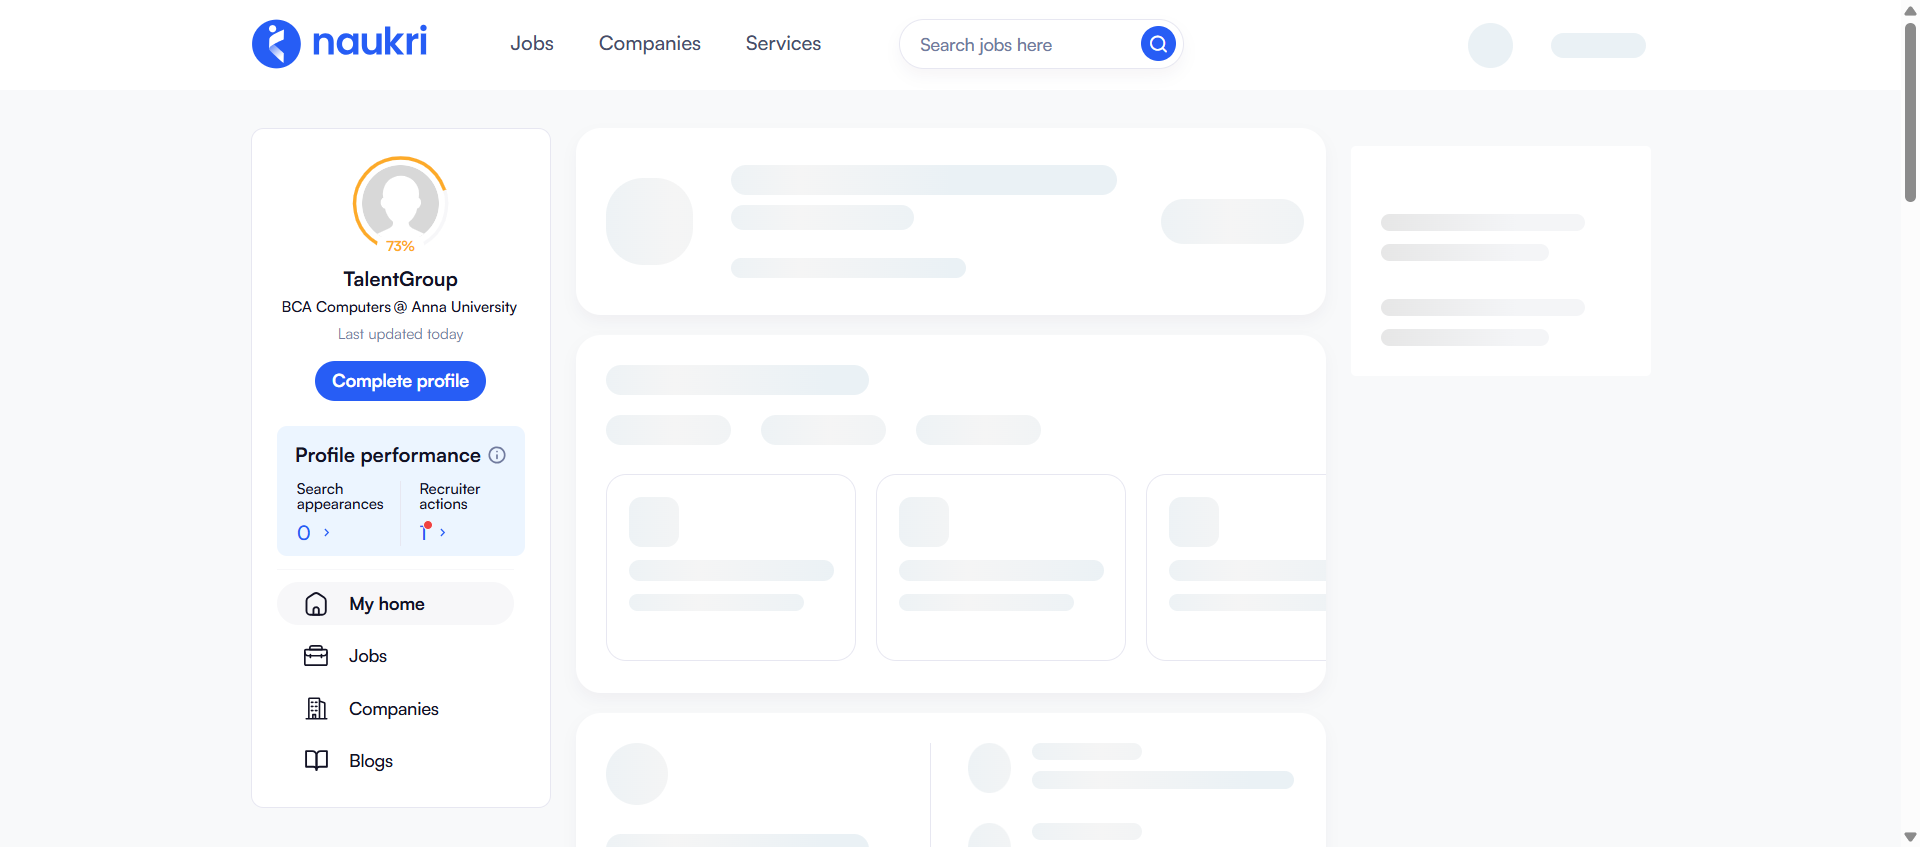 naukri
Jobs
Companies
Services
Search jobs here
73%
TalentGroup
BCA Computers @ Anna University
Last updated today
Complete profile
Profile performance
Search
appearances
0
Recruiter
actions
1
My home
Jobs
Companies
Blogs